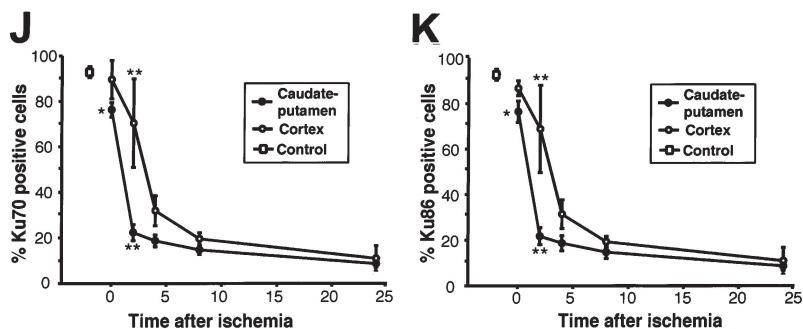 J
% Ku70 positive cells
100
80
60
40
20
0
**
*
**
Caudate-
putamen
Cortex
Control
0 5 10 15 20 25
Time after ischemia
K
% Ku86 positive cells
100
80
60
40
20
0
**
*
**
Caudate-
putamen
Cortex
Control
0 5 10 15 20 25
Time after ischemia